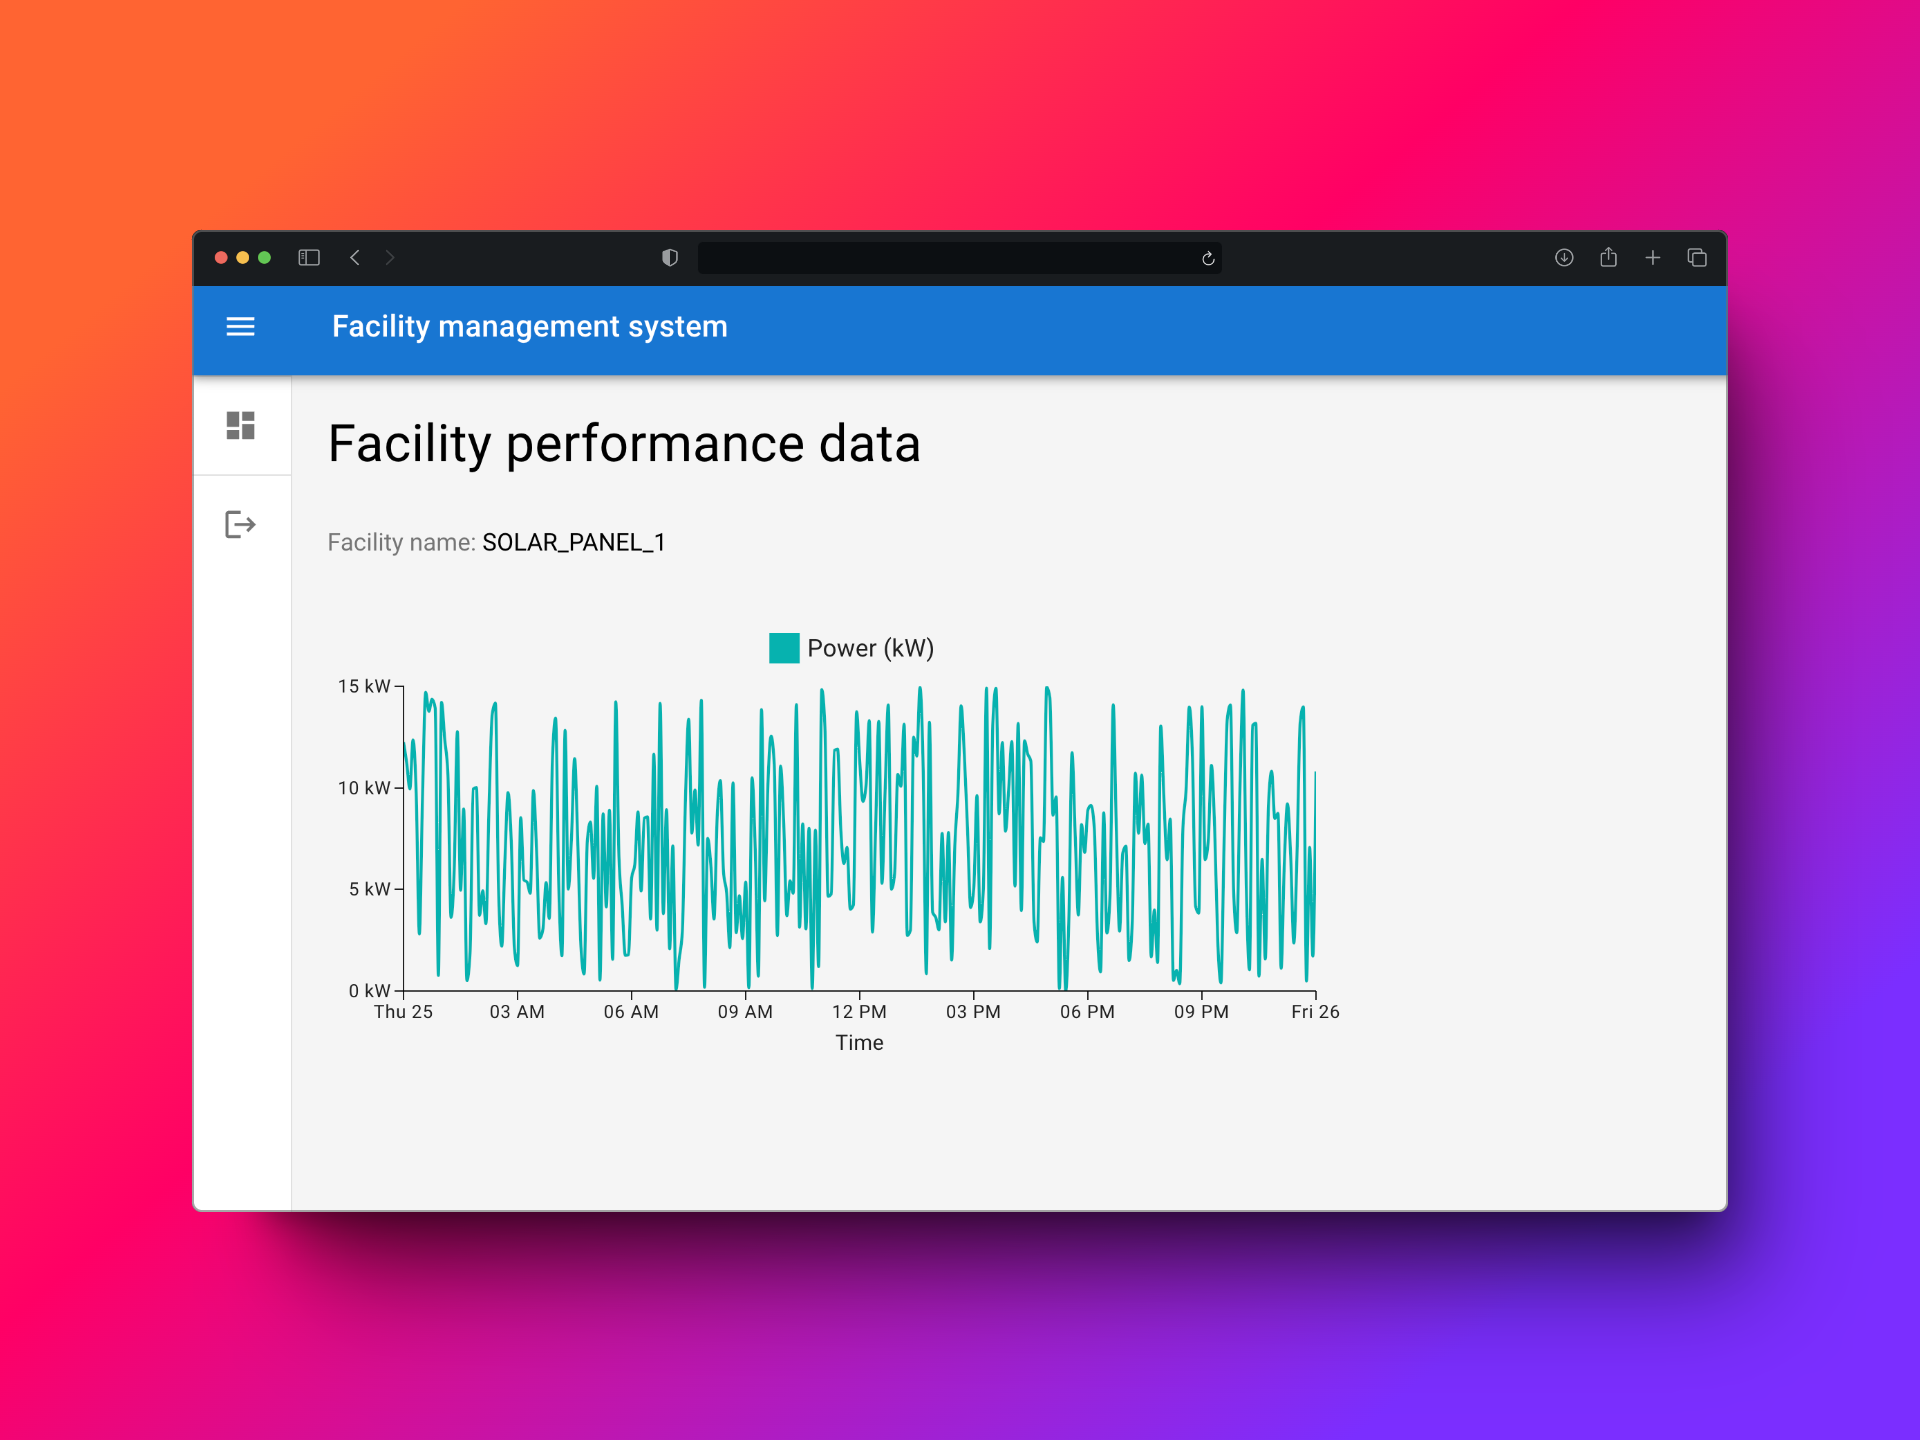 Facility management system
Facility performance data
Facility name: SOLAR_PANEL_1
Power (kW)
15 kW
10 kW
5 kW
0 kW
Thu 25 03 AM 06 AM 09 AM 12 PM 03 PM 06 PM 09 PM Fri 26
Time